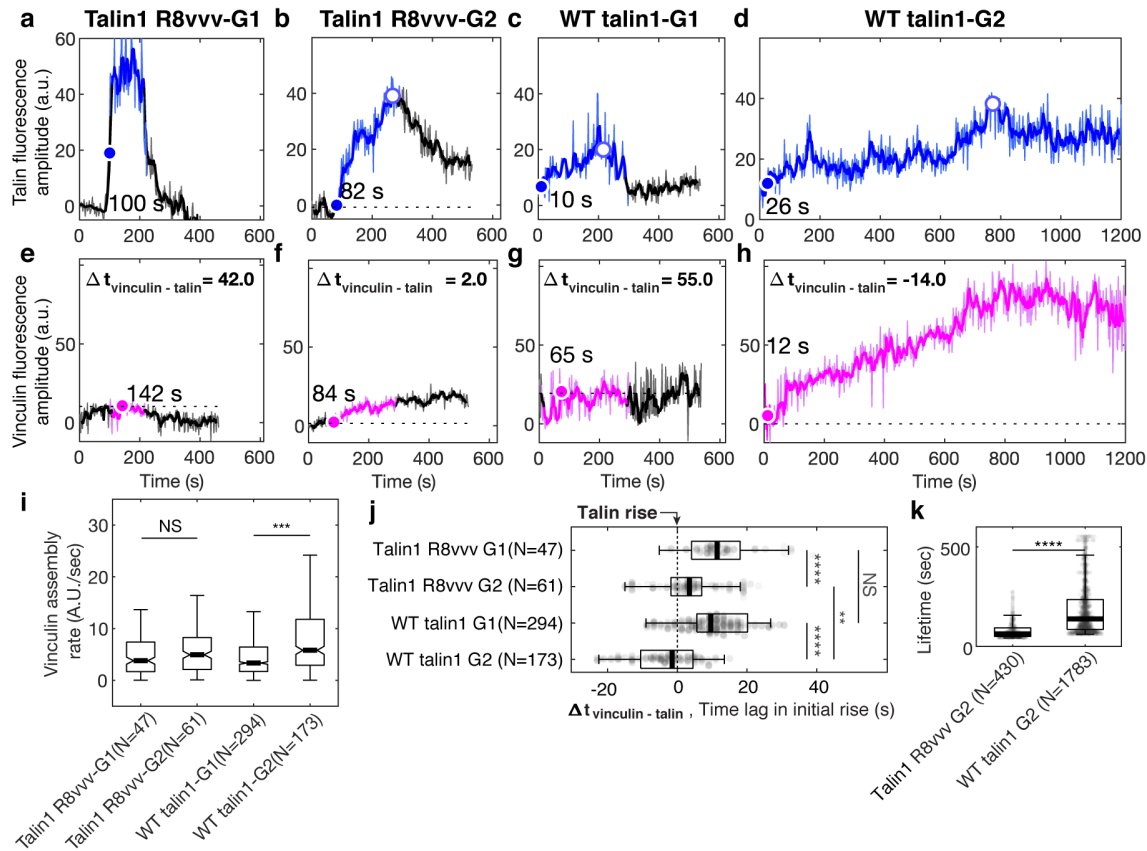 a Talin1 R8vvv-G1 b Talin1 R8vvv-G2 c WT talin1-G1 d WT talin1-G2
Talin fluorescence
amplitude (a.u.)
60
40
20
0
100 s
0 200 400 600
40
20
0
82 s
0 200 400 600
40
20
0
10 s
0 200 400 600
40
20
0
26 s
0 200 400 600 800 1000 1200
e f g h
Vinculin fluorescence
amplitude (a.u.)
Δ t vinculin - talin = 42.0
50
0
142 s
0 200 400 600
Time (s)
Δ t vinculin - talin = 2.0
50
0
84 s
0 200 400 600
Time (s)
Δ t vinculin - talin = 55.0
50
0
65 s
0 200 400 600
Time (s)
Δ t vinculin - talin = -14.0
50
0
12 s
0 200 400 600 800 1000 1200
Time (s)
i
Vinculin assembly
rate (A.U./sec)
30
20
10
0
NS
***
Talin1 R8vvv-G1(N=47)
Talin1 R8vvv-G2(N=61)
WT talin1-G1(N=294)
WT talin1-G2(N=173)
j
Talin rise
Talin1 R8vvv G1(N=47)
Talin1 R8vvv G2 (N=61)
WT talin1 G1(N=294)
WT talin1 G2 (N=173)
****
****
**
NS
-20 0 20 40
Δ t vinculin - talin , Time lag in initial rise (s)
k
Lifetime (sec)
500
0
****
Talin1 R8vvv G2 (N=430)
WT talin1 G2 (N=1783)